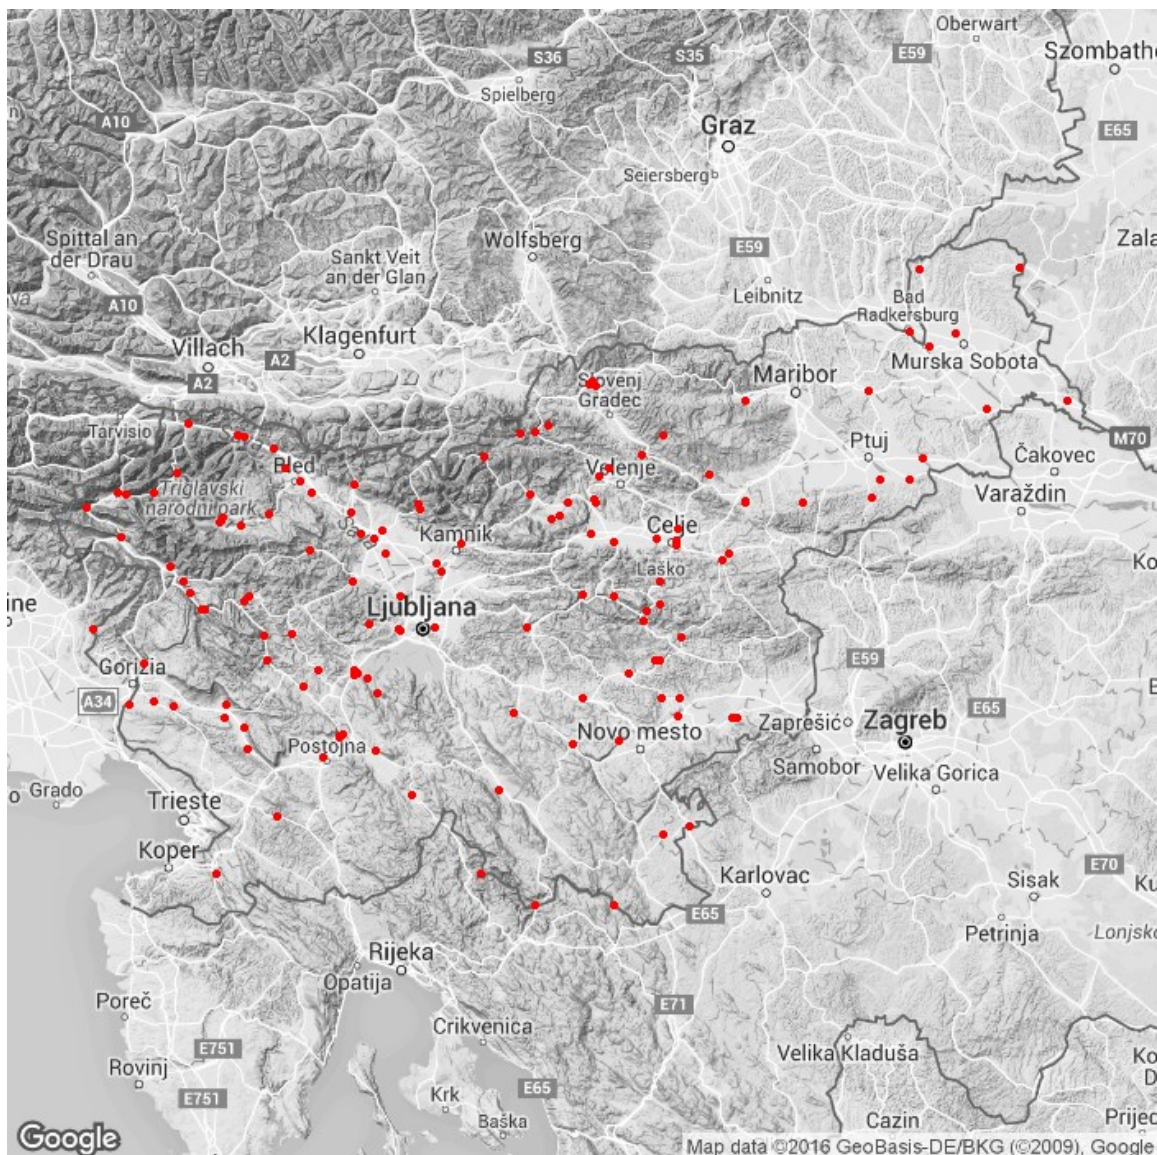 Oberwart
E59
Szombathe
S36
S35
Spielberg
A10
E65
Graz
Seiersberg
Spittal an
der Drau
Sankt Veit
an der Glan
Wolfsberg
E59
Zala
A10
Leibnitz
Bad
Radkersburg
Klagenfurt
Villach
A2
A2
Murska Sobota
Slovenj
Gradec
Maribor
Tarvisio
M70
Ptuj
Čakovec
Bled
Velenje
Triglavski
narodni park
Varaždin
Kamnik
Celje
Laško
Ko
ine
Ljubljana
Gorizia
E59
A34
E65
B
Zaprešić
Zagreb
Novo mesto
Postojna
Samobor
Velika Gorica
o
Grado
Trieste
Koper
E70
Karlovac
Sisak
Ku
E65
Petrinja
Lonjsko
Rijeka
Opatija
Poreč
E71
Crikvenica
E751
Velika Kladuša
Ko
D
Rovinj
E65
E751
Krk
Baška
Cazin
Prijed
Google
Map data ©2016 GeoBasis-DE/BKG (©2009), Google